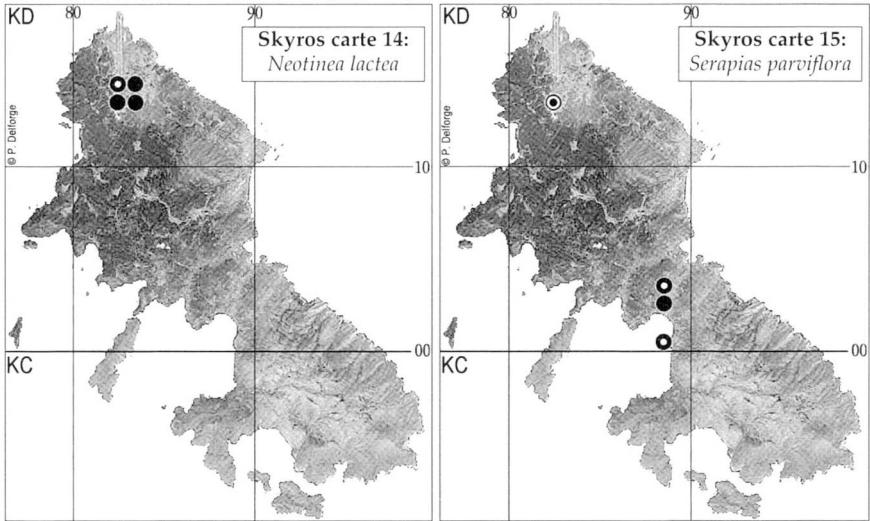 KD
80
90
Skyros carte 14:
Neotinea lactea
© P. Delforge
10
00
KC
KD
80
90
Skyros carte 15:
Serapias parviflora
© P. Delforge
10
00
KC